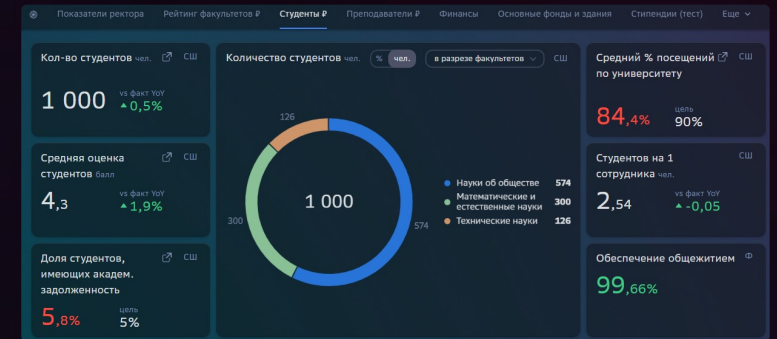 Показатели ректора Рейтинг факультетов ₽ Студенты ₽ Преподаватели ₽ Финансы Основные фонды и здания Стипендии (тест) Еще
Кол-во студентов чел. СШ
1 000
vs факт YoY
▲0,5%
Средняя оценка
студентов балл
СШ
4,3
vs факт YoY
▲1,9%
Доля студентов,
имеющих академ.
задолженность
СШ
5,8%
цель
5%
Количество студентов чел. % чел. в разрезе факультетов СШ
126
300
574
1 000
Науки об обществе 574
Математические и
естественные науки 300
Технические науки 126
Средний % посещений
по университету
СШ
84,4%
цель
90%
Студентов на 1
сотрудника чел.
СШ
2,54
vs факт YoY
▲-0,05
Обеспечение общежитием Ф
99,66%